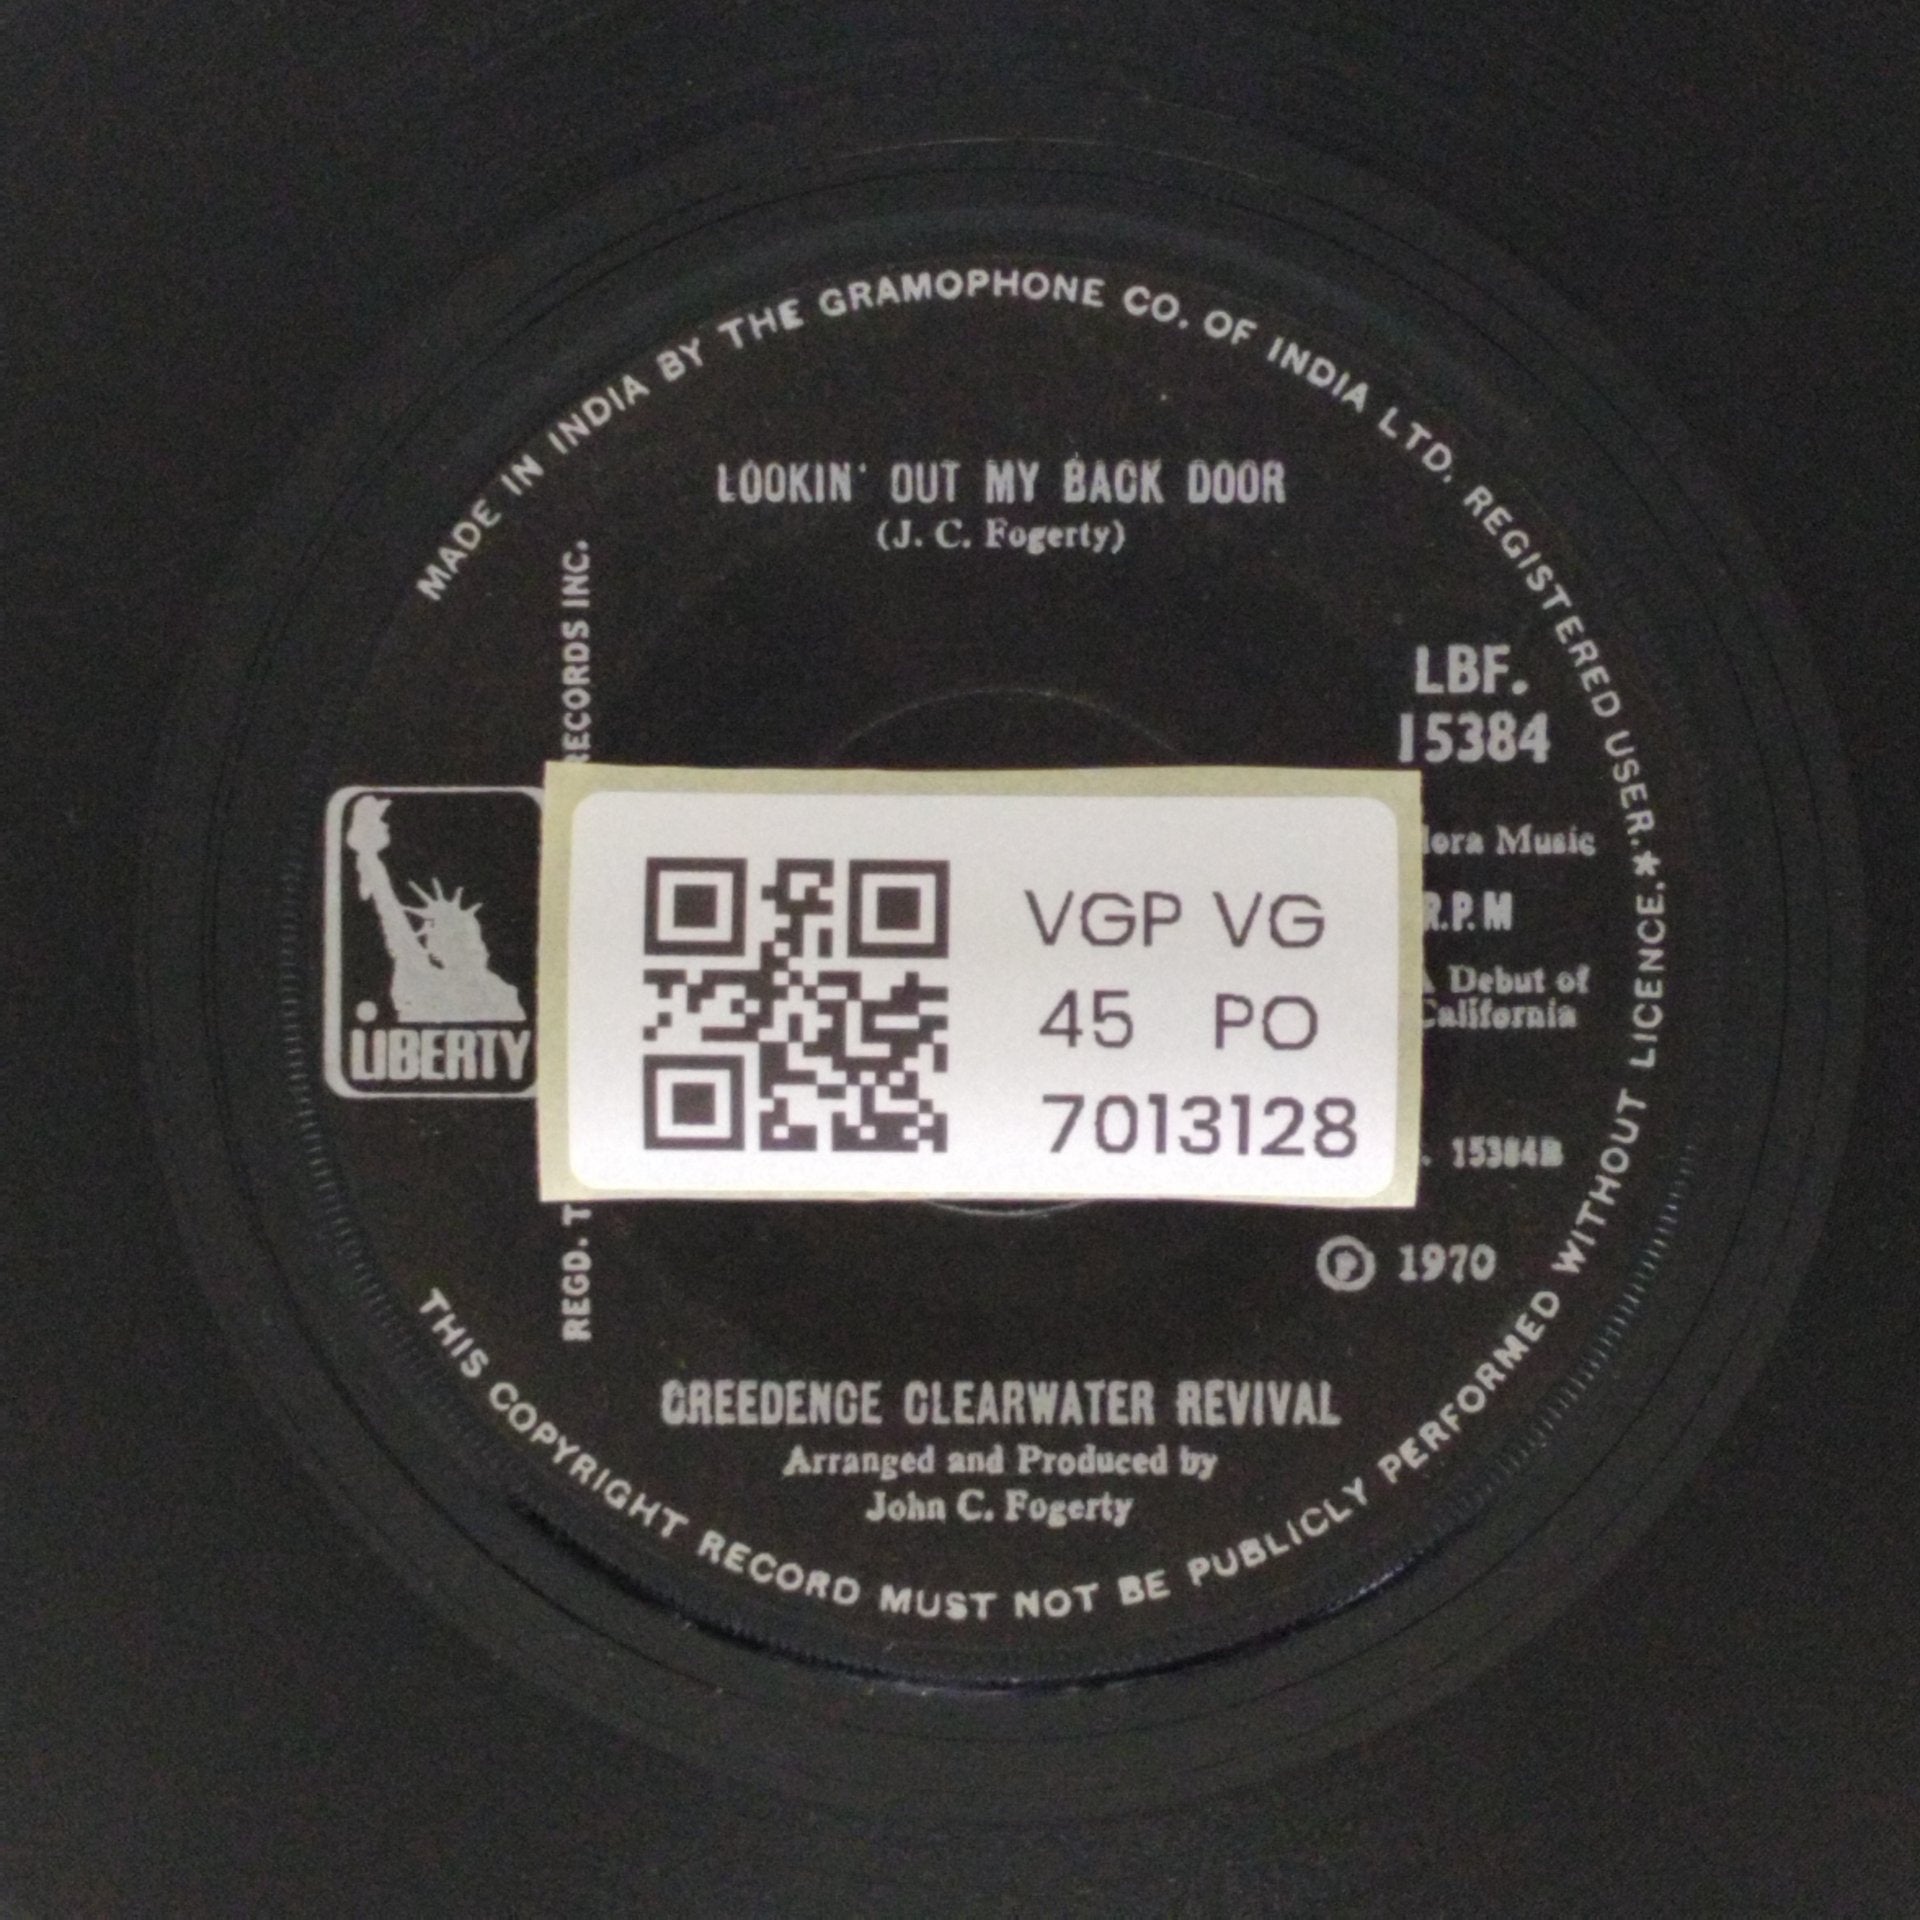 MADE IN INDIA BY THE GRAMOPHONE CO. OF INDIA LTD. REGISTERED USER.*
LOOKIN' OUT MY BACK DOOR
(J. C. Fogerty)
RECORDS INC.
LBF.
15384
Music
R.P.M
Debut of
California
LIBERTY
VGP VG
45 PO
7013128
15384B
REGD.
℗ 1970
CREEDENCE CLEARWATER REVIVAL
Arranged and Produced by
John C. Fogerty
THIS COPYRIGHT RECORD MUST NOT BE PUBLICLY PERFORMED WITHOUT LICENCE.